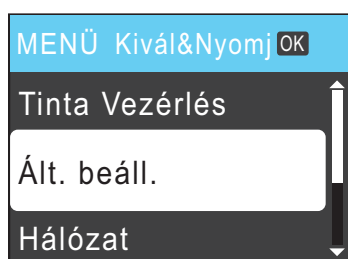 MENÜ Kivál&Nyomj OK
Tinta Vezérlés
Ált. beáll.
Hálózat